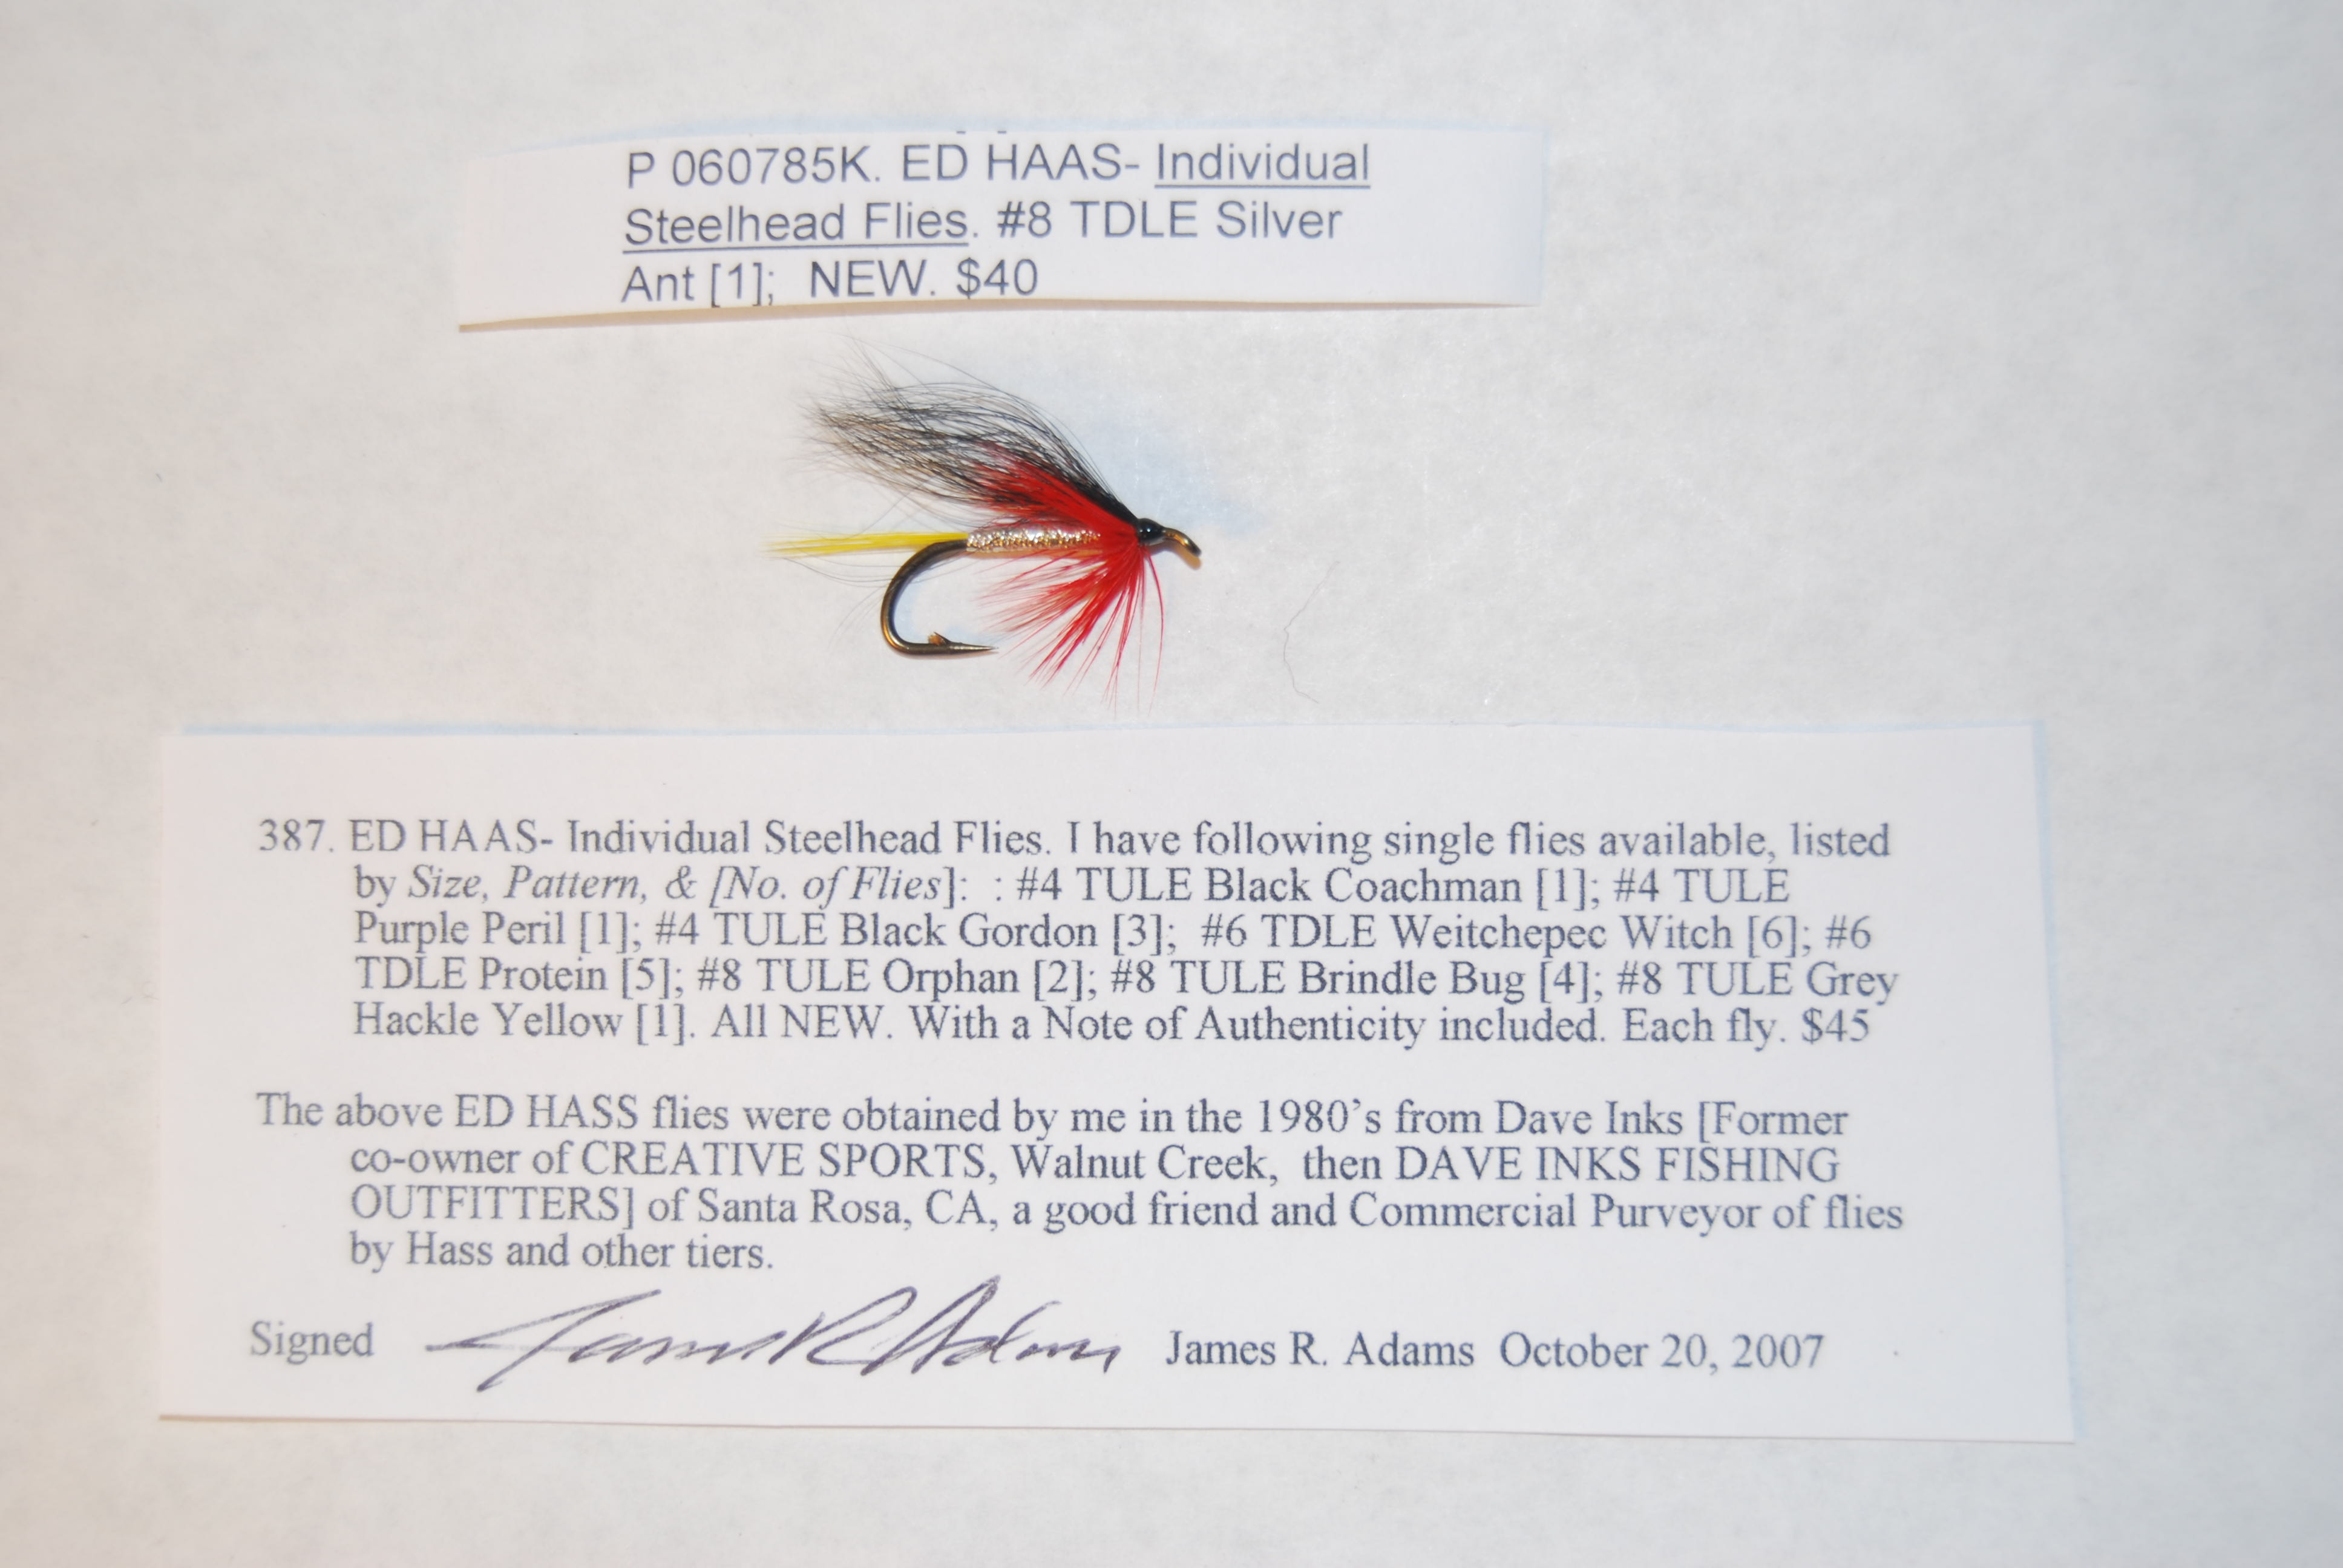 P 060785K. ED HAAS- Individual
Steelhead Flies. #8 TDLE Silver
Ant [1];  NEW. $40
387. ED HAAS- Individual Steelhead Flies. I have following single flies available, listed
by Size, Pattern, & [No. of Flies]:  : #4 TULE Black Coachman [1]; #4 TULE
Purple Peril [1]; #4 TULE Black Gordon [3];  #6 TDLE Weitchepec Witch [6]; #6
TDLE Protein [5]; #8 TULE Orphan [2]; #8 TULE Brindle Bug [4]; #8 TULE Grey
Hackle Yellow [1]. All NEW. With a Note of Authenticity included. Each fly. $45
The above ED HASS flies were obtained by me in the 1980's from Dave Inks [Former
co-owner of CREATIVE SPORTS, Walnut Creek,  then DAVE INKS FISHING
OUTFITTERS] of Santa Rosa, CA, a good friend and Commercial Purveyor of flies
by Hass and other tiers.
Signed James R Adams James R. Adams  October 20, 2007